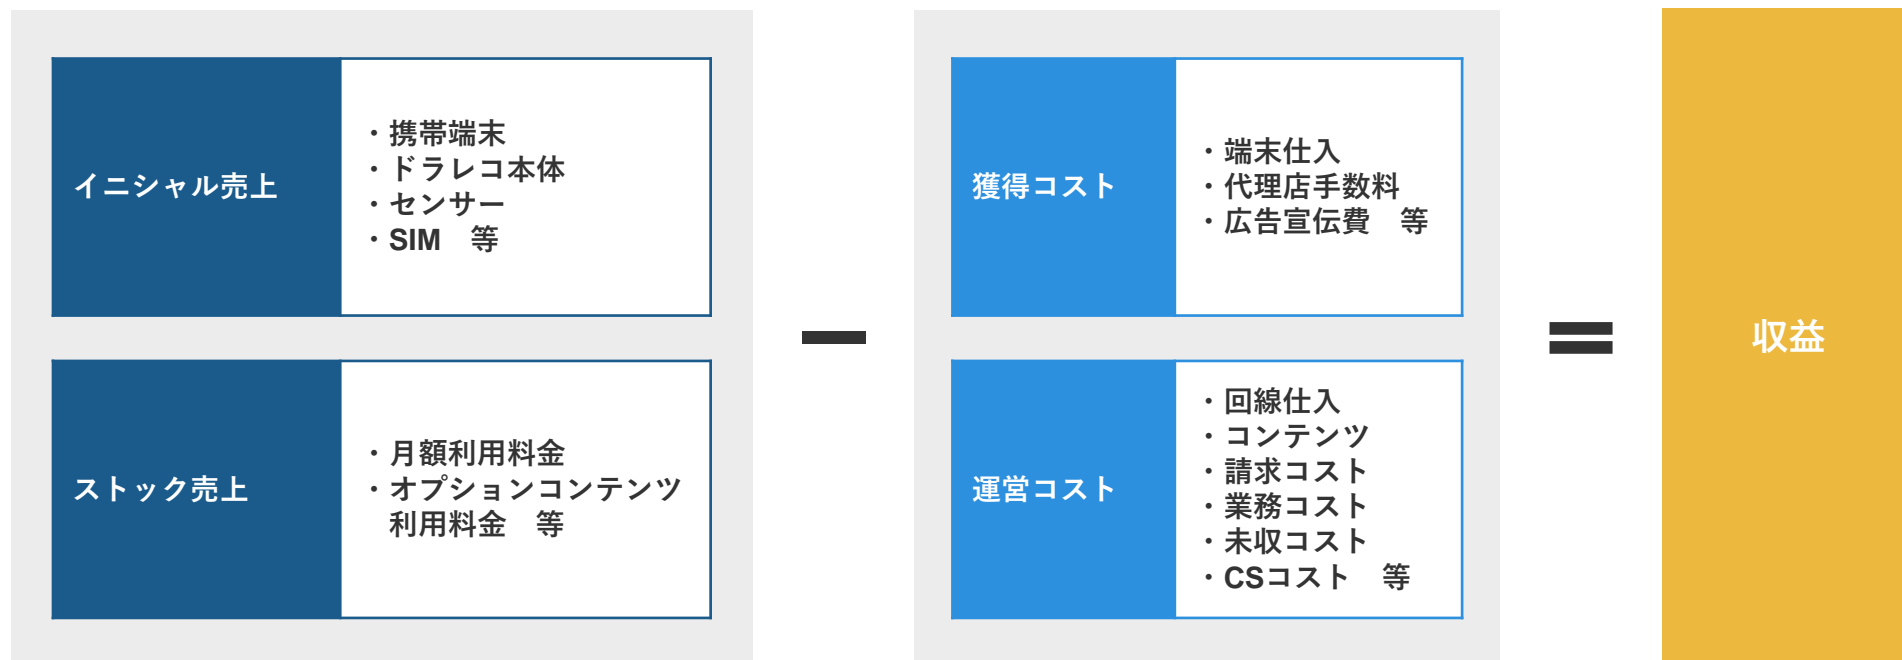 イニシャル売上
・携帯端末
・ドラレコ本体
・センサー
・SIM　等
ストック売上
・月額利用料金
・オプションコンテンツ
利用料金　等
獲得コスト
・端末仕入
・代理店手数料
・広告宣伝費　等
運営コスト
・回線仕入
・コンテンツ
・請求コスト
・業務コスト
・未収コスト
・CSコスト　等
収益